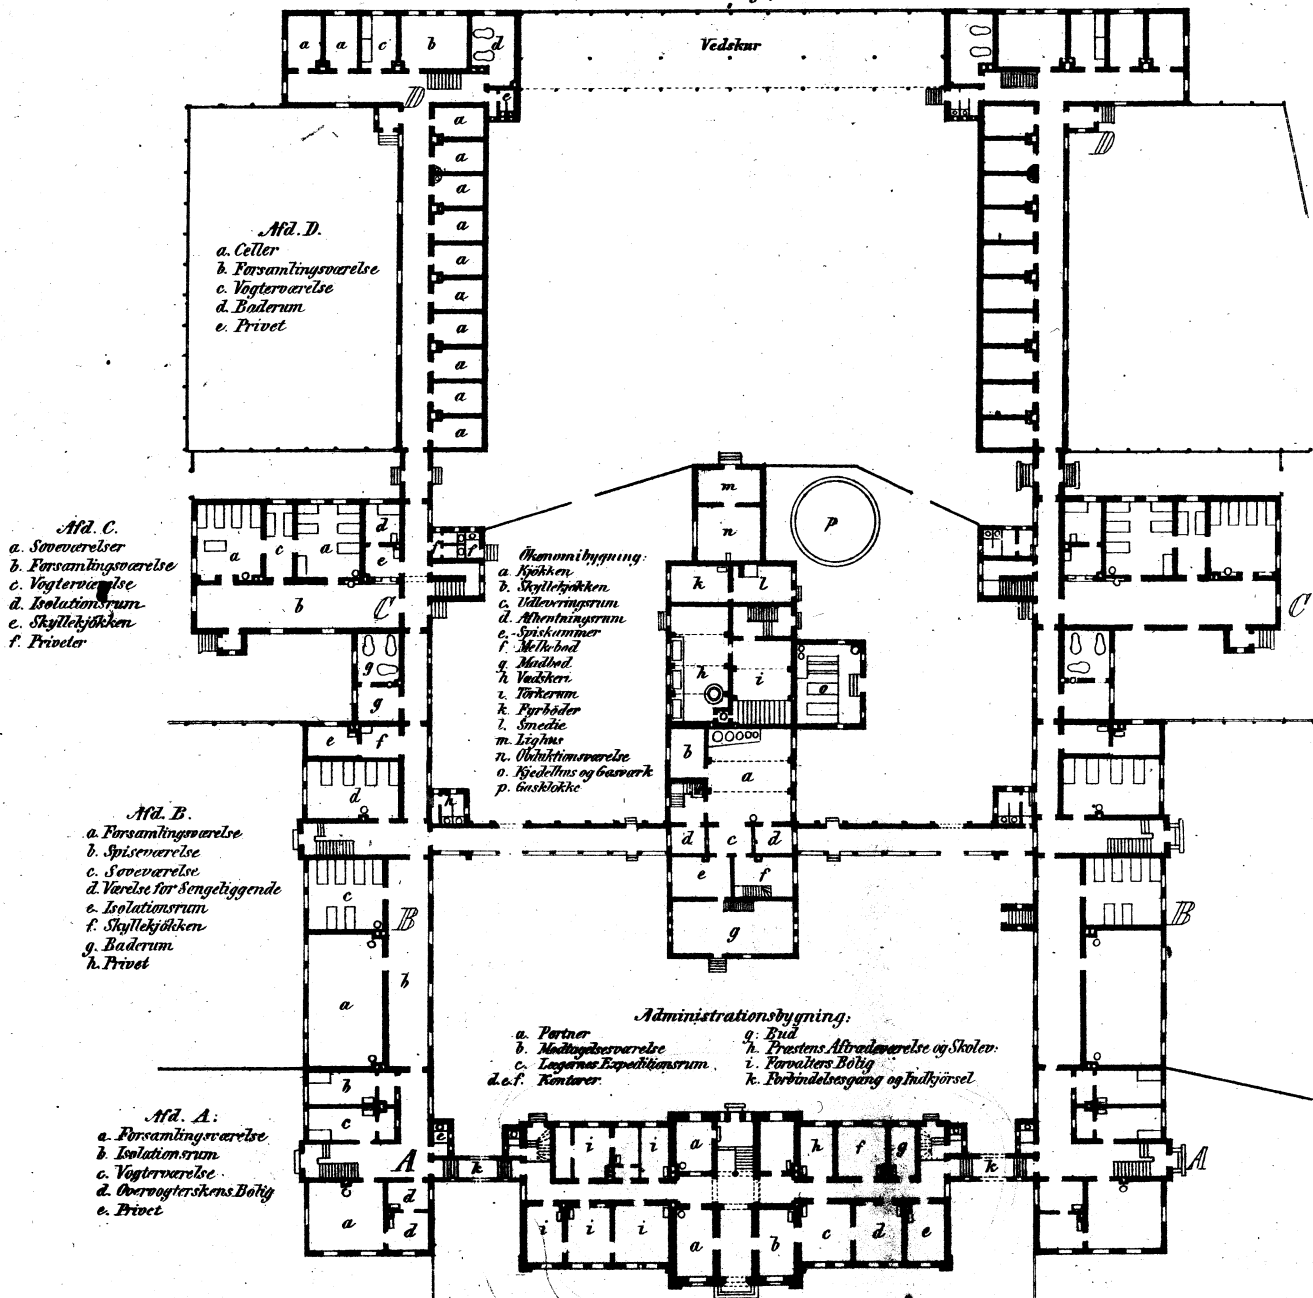 Vedskur
a a c b d
e
D
D
a
a
a
a
a
a
a
a
a
a
Afd. D.
a. Celler
b. Forsamlingsværelse
c. Vogterværelse
d. Baderum
e. Privet
Afd. C.
a. Soveværelser
b. Forsamlingsværelse
c. Vogterværelse
d. Isolationsrum
e. Skyllekjökken
f. Priveter
a c a d
e
f
b
C
C
g
g
m
n
p
k l
h i
o
b
a
d c d
e f
g
Ökonomibygning:
a Kjökken
b. Skyllekjökken
c. Udleveringsrum
d. Afhentningsrum
e. Spiskammer
f. Melkebod
g. Madbod
h. Vadskeri
i. Törkerum
k. Fyrböder
l. Smedie
m. Lighus
n. Obduktionsværelse
o. Kjedelhus og Gasværk
p. Gasklokke
e f
d
h
c
B
B
a
b
Afd. B.
a. Forsamlingsværelse
b. Spiseværelse
c. Soveværelse
d. Værelse for Sengeliggende
e. Isolationsrum
f. Skyllekjökken
g. Baderum
h. Privet
Administrationsbygning:
a. Portner
b. Modtagelsesværelse
c. Lægernes Expeditionsrum
d. e. f. Kontorer
g. Bud
h. Præstens Aftrædeværelse og Skolev:
i. Forvalters Bolig
k. Forbindelsesgang og Indkjörsel
Afd. A:
a. Forsamlingsværelse
b. Isolationsrum
c. Vogterværelse
d. Overvogterskens Bolig
e. Privet
b
c
e
A
A
a
d
d
k
i i
a
h f g
k
i i i
a b
c d e